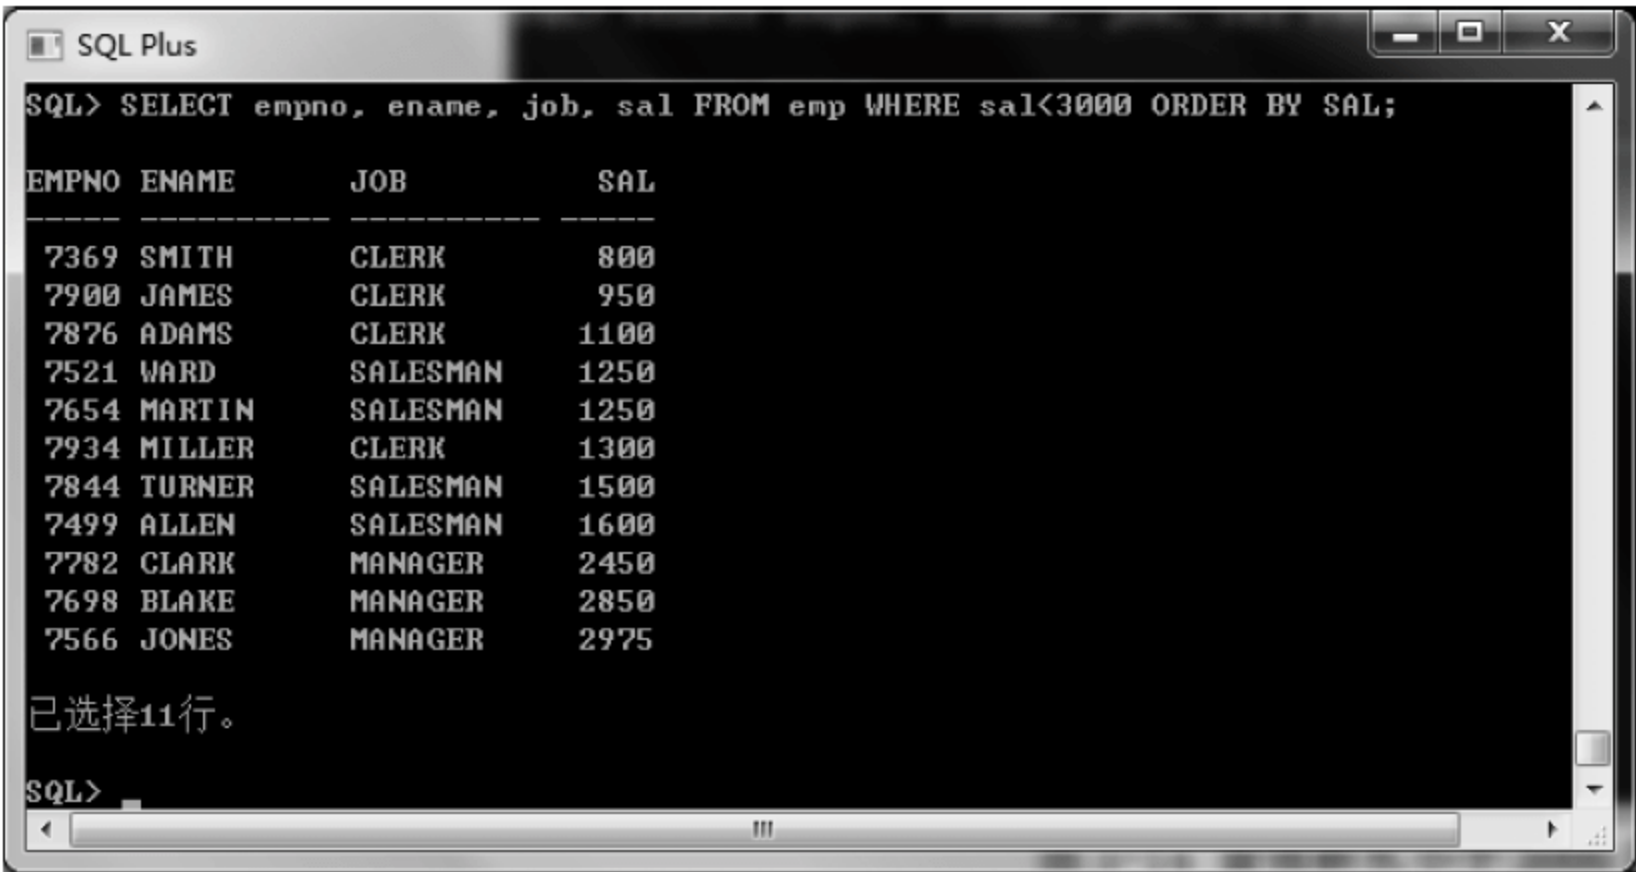 SQL Plus
SQL> SELECT empno, ename, job, sal FROM emp WHERE sal<3000 ORDER BY SAL;
EMPNO ENAME      JOB          SAL
----- ---------- ---------- -----
 7369 SMITH      CLERK        800
 7900 JAMES      CLERK        950
 7876 ADAMS      CLERK       1100
 7521 WARD       SALESMAN    1250
 7654 MARTIN     SALESMAN    1250
 7934 MILLER     CLERK       1300
 7844 TURNER     SALESMAN    1500
 7499 ALLEN      SALESMAN    1600
 7782 CLARK      MANAGER     2450
 7698 BLAKE      MANAGER     2850
 7566 JONES      MANAGER     2975
已选择11行。
SQL> _